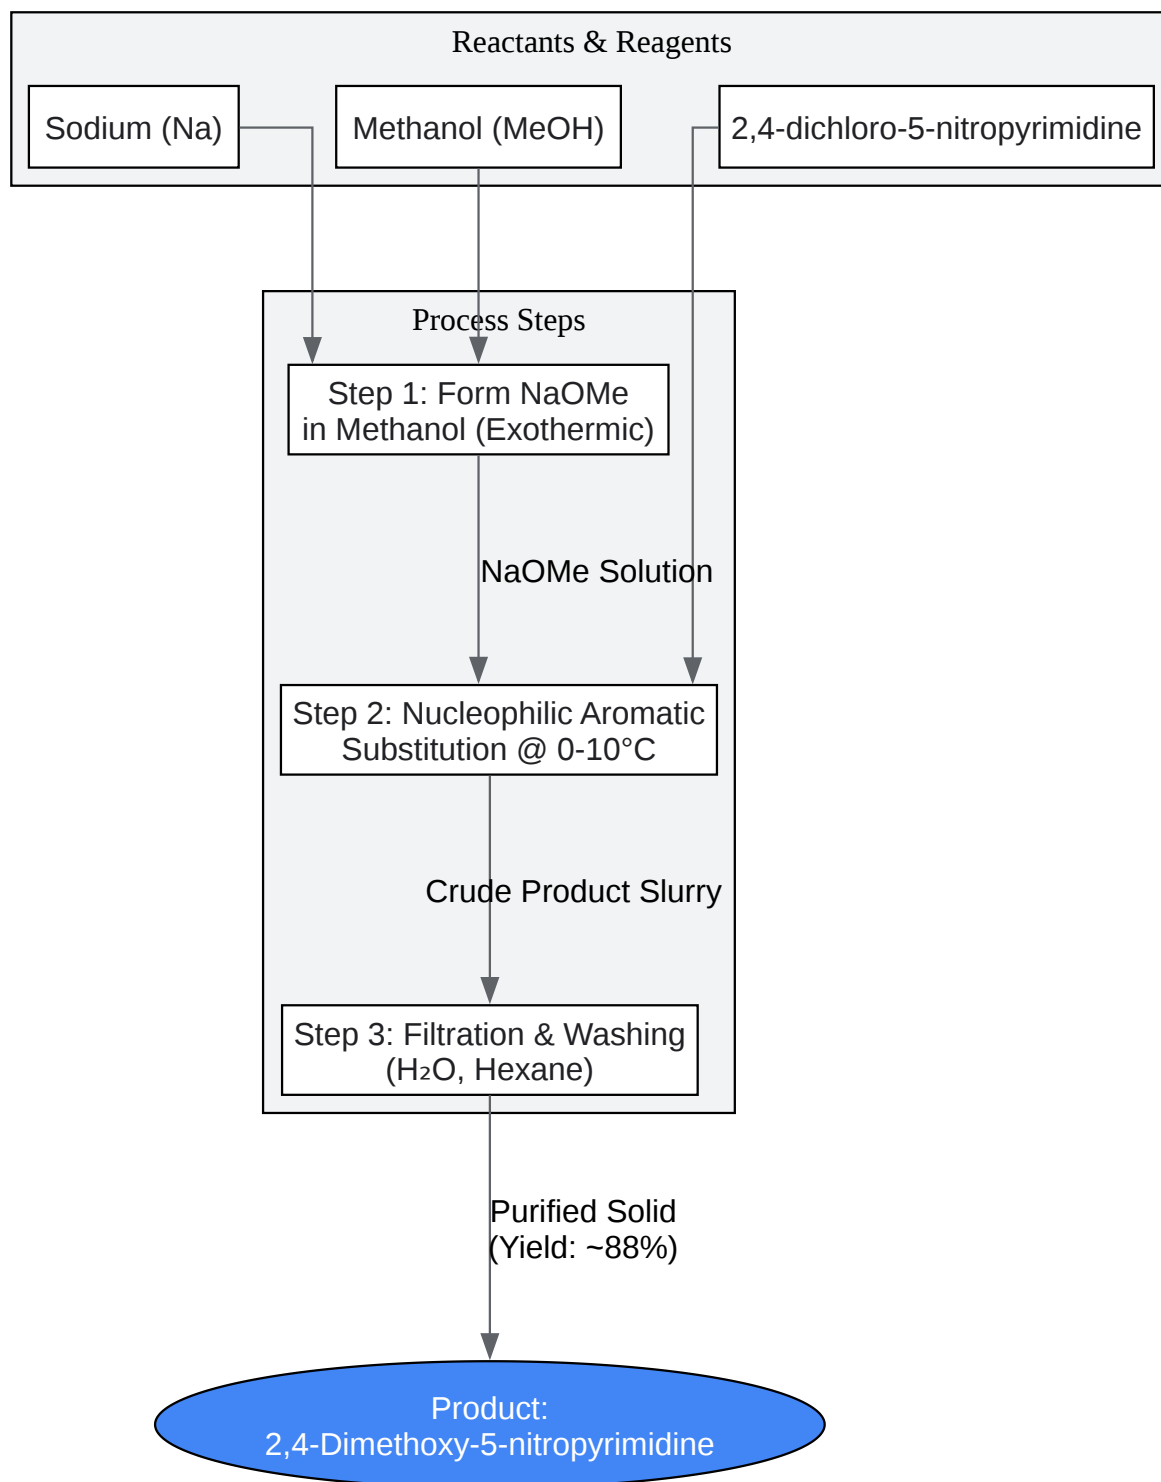 Reactants & Reagents
Sodium (Na)
Methanol (MeOH)
2,4-dichloro-5-nitropyrimidine
Process Steps
Step 1: Form NaOMe
in Methanol (Exothermic)
NaOMe Solution
Step 2: Nucleophilic Aromatic
Substitution @ 0-10°C
Crude Product Slurry
Step 3: Filtration & Washing
(H₂O, Hexane)
Purified Solid
(Yield: ~88%)
Product:
2,4-Dimethoxy-5-nitropyrimidine